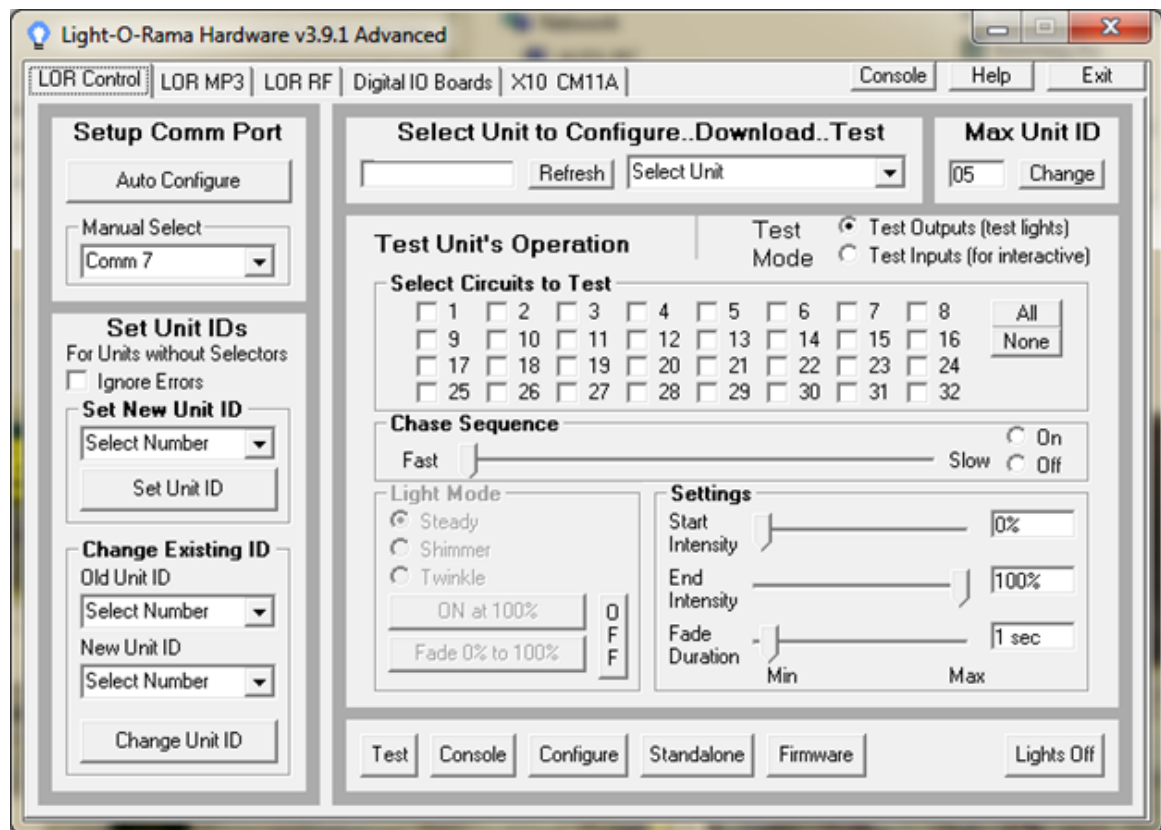 Light-O-Rama Hardware v3.9.1 Advanced
LOR Control LOR MP3 LOR RF Digital IO Boards X10 CM11A Console Help Exit
Setup Comm Port
Auto Configure
Manual Select
Comm 7
Set Unit IDs
For Units without Selectors
Ignore Errors
Set New Unit ID
Select Number
Set Unit ID
Change Existing ID
Old Unit ID
Select Number
New Unit ID
Select Number
Change Unit ID
Select Unit to Configure..Download..Test
Refresh Select Unit
Max Unit ID
05 Change
Test Unit's Operation
Test
Mode
Test Outputs (test lights)
Test Inputs (for interactive)
Select Circuits to Test
1 2 3 4 5 6 7 8
9 10 11 12 13 14 15 16
17 18 19 20 21 22 23 24
25 26 27 28 29 30 31 32
All
None
Chase Sequence
Fast Slow
On
Off
Light Mode
Steady
Shimmer
Twinkle
ON at 100%
Fade 0% to 100%
O
F
F
Settings
Start
Intensity
0%
End
Intensity
100%
Fade
Duration
1 sec
Min Max
Test Console Configure Standalone Firmware Lights Off